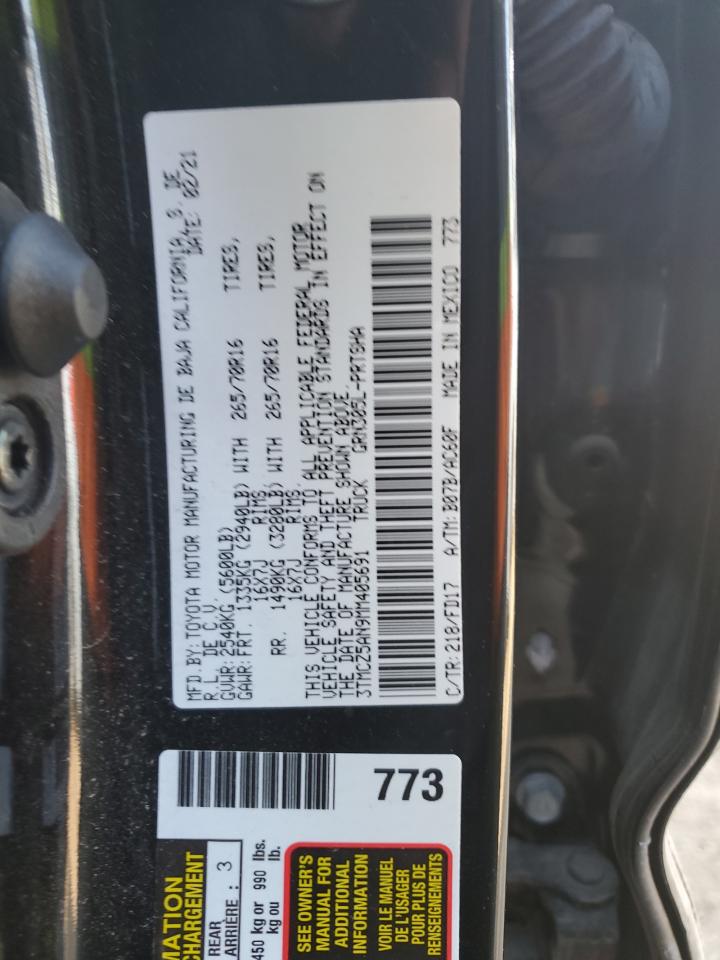 MFD.BY: TOYOTA MOTOR MANUFACTURING DE BAJA CALIFORNIA, S. DE
R.L. DE C.V. DATE: 02/21
GVWR: 2540KG (5600LB)
GAWR: FRT. 1335KG (2940LB) WITH 265/70R16 TIRES,
16X7J RIMS
RR. 1490KG (3280LB) WITH 265/70R16 TIRES,
16X7J RIMS
THIS VEHICLE CONFORMS TO ALL APPLICABLE FEDERAL MOTOR
VEHICLE SAFETY AND THEFT PREVENTION STANDARDS IN EFFECT ON
THE DATE OF MANUFACTURE SHOWN ABOVE.
3TMCZ5AN9MM405691 TRUCK GRN305L-PRTSHA
C/TR: 218/FD17 A/TM: B07B/AC60F MADE IN MEXICO 773
773
MATION
CHARGEMENT
REAR
ARRIÈRE : 3
450 kg or 990 lbs.
kg ou lb.
SEE OWNER'S
MANUAL FOR
ADDITIONAL
INFORMATION
VOIR LE MANUEL
DE L'USAGER
POUR PLUS DE
RENSEIGNEMENTS